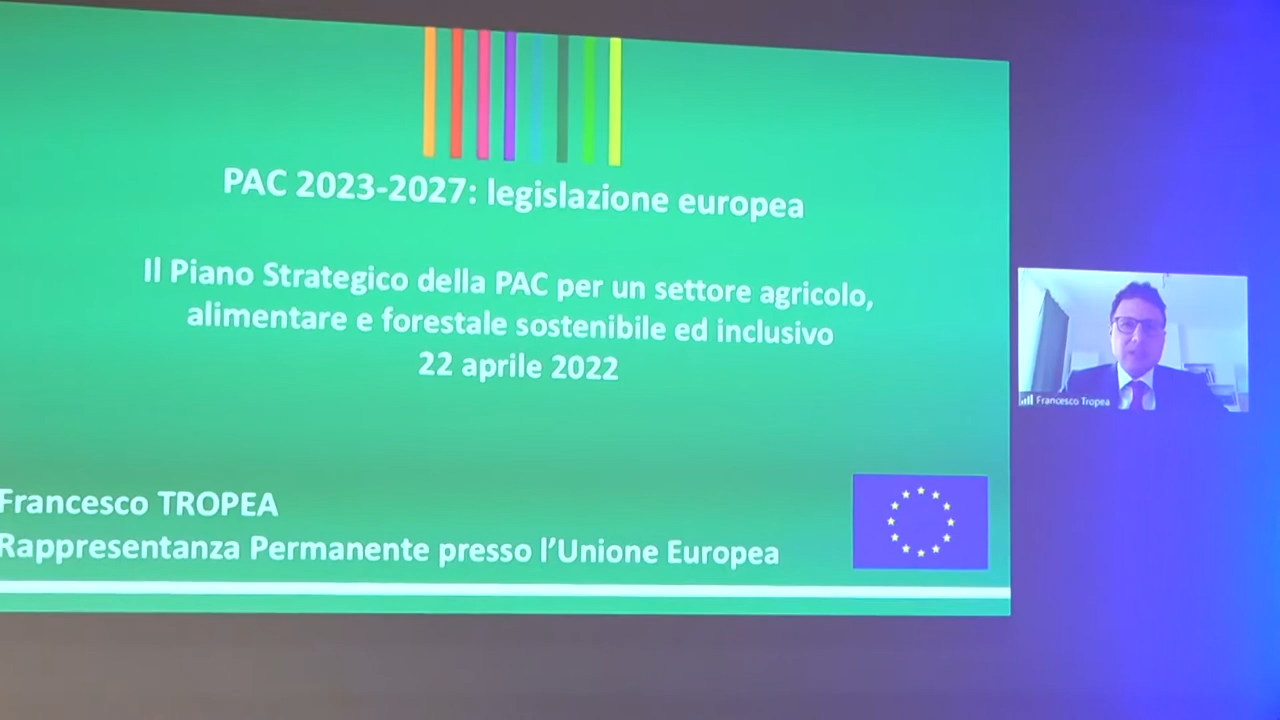 PAC 2023-2027: legislazione europea
Il Piano Strategico della PAC per un settore agricolo,
alimentare e forestale sostenibile ed inclusivo
22 aprile 2022
Francesco TROPEA
Rappresentanza Permanente presso l'Unione Europea
Francesco Tropea